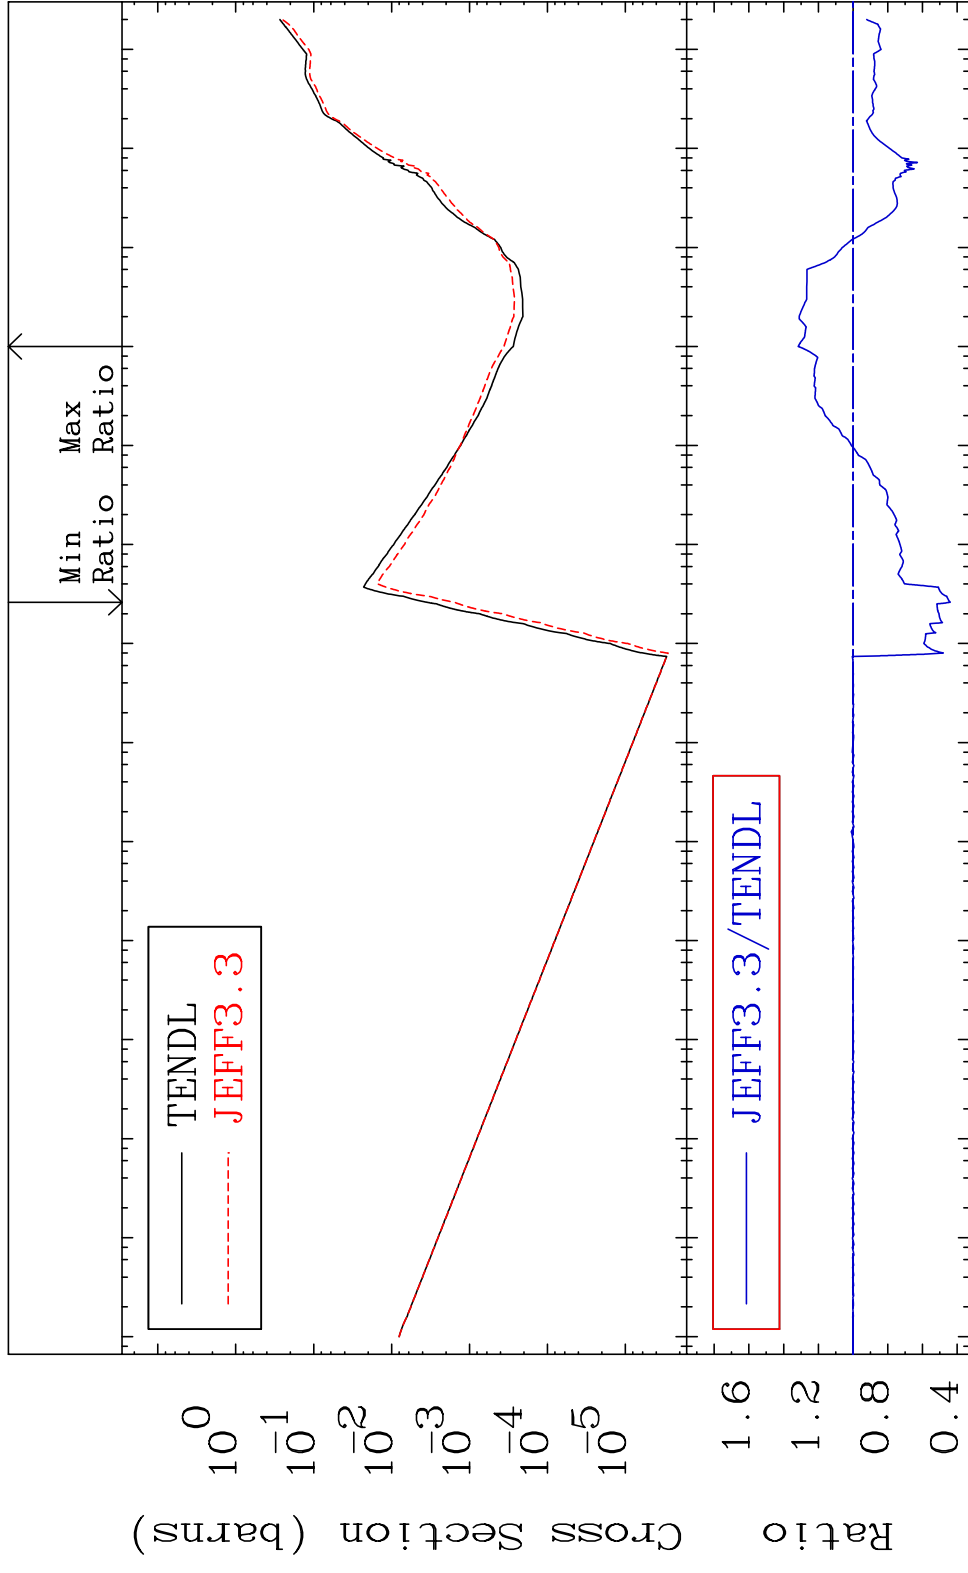 Min Max
Ratio Ratio
TENDL
JEFF3.3
10^0
10^-1
10^-2
10^-3
10^-4
10^-5
Cross Section (barns)
JEFF3.3/TENDL
1.6
1.2
0.8
0.4
Ratio